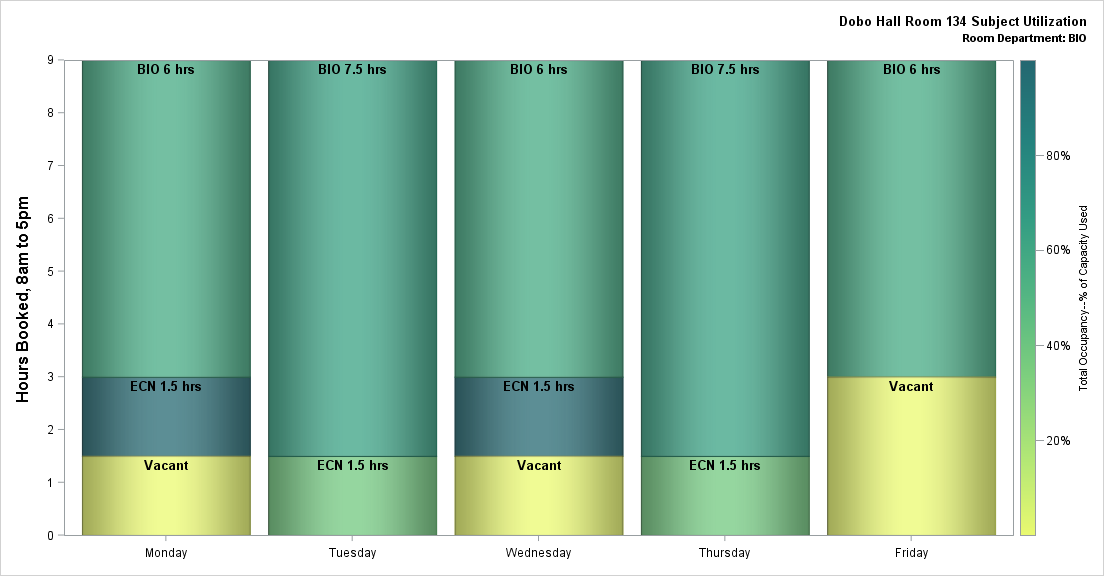 Dobo Hall Room 134 Subject Utilization
Room Department: BIO
Hours Booked, 8am to 5pm
9
8
7
6
5
4
3
2
1
0
BIO 6 hrs
ECN 1.5 hrs
Vacant
BIO 7.5 hrs
ECN 1.5 hrs
BIO 6 hrs
ECN 1.5 hrs
Vacant
BIO 7.5 hrs
ECN 1.5 hrs
BIO 6 hrs
Vacant
Monday
Tuesday
Wednesday
Thursday
Friday
80%
60%
40%
20%
Total Occupancy--% of Capacity Used